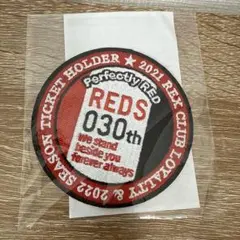 ★ 2021 REX CLUB LOYALTY & 2022 SEASON TICKET HOLDER
Perfectly RED
REDS
030th
We stand
beside you
forever always